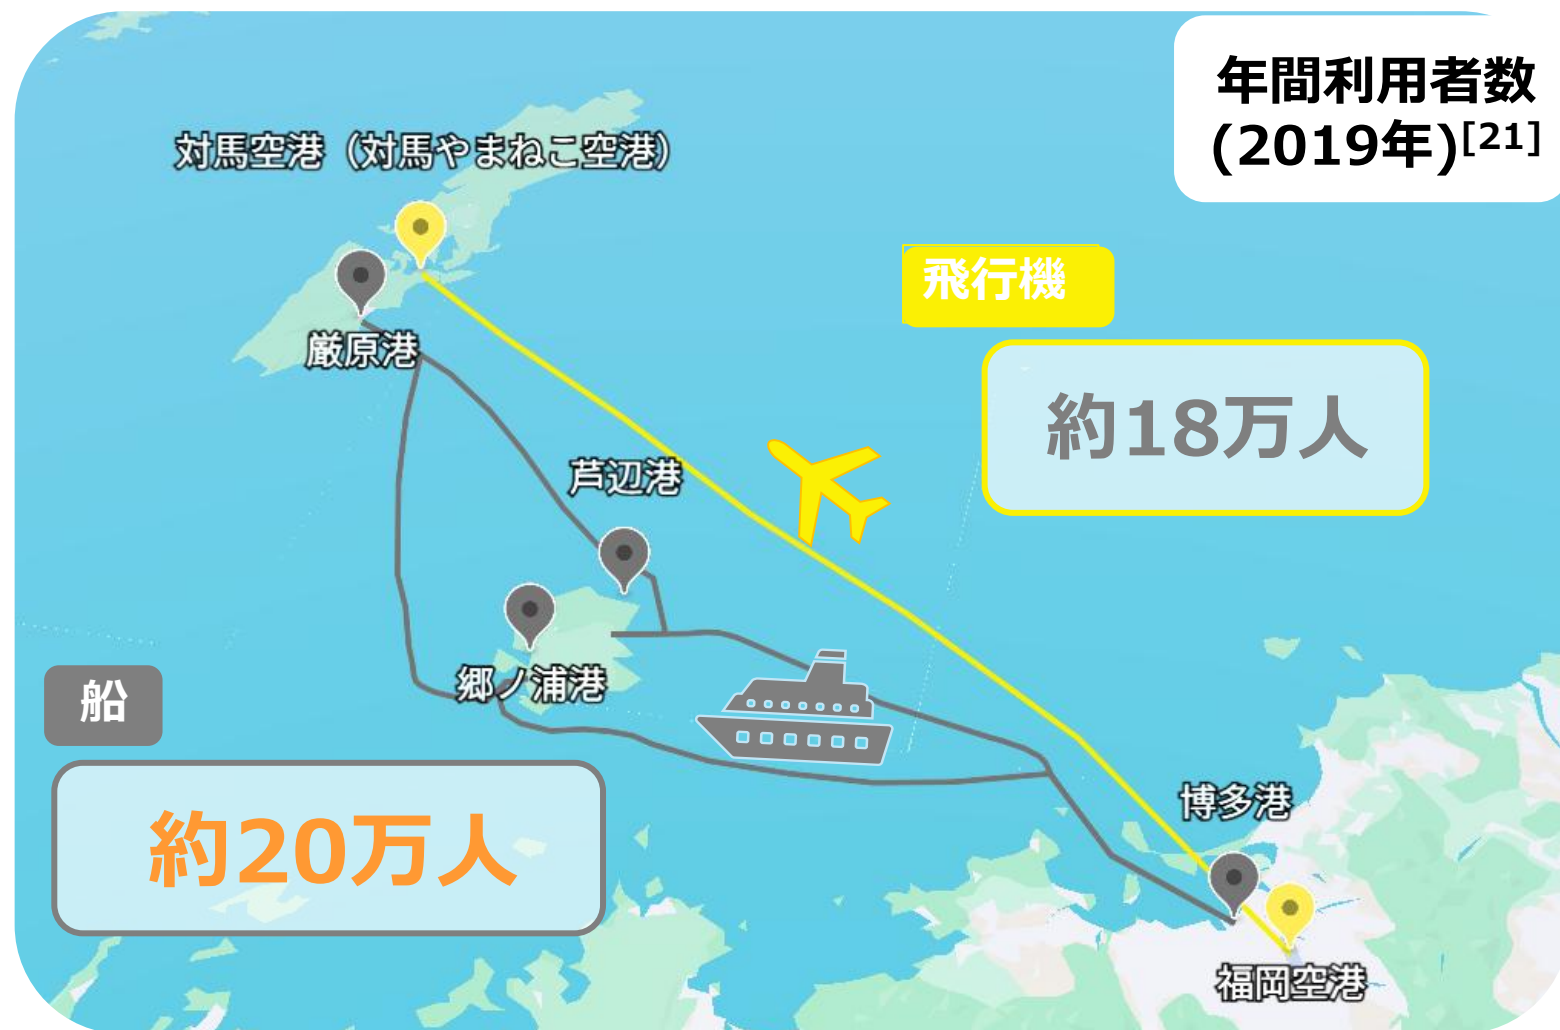 年間利用者数
(2019年)[21]
対馬空港（対馬やまねこ空港）
飛行機
厳原港
約18万人
芦辺港
郷ノ浦港
船
博多港
約20万人
福岡空港